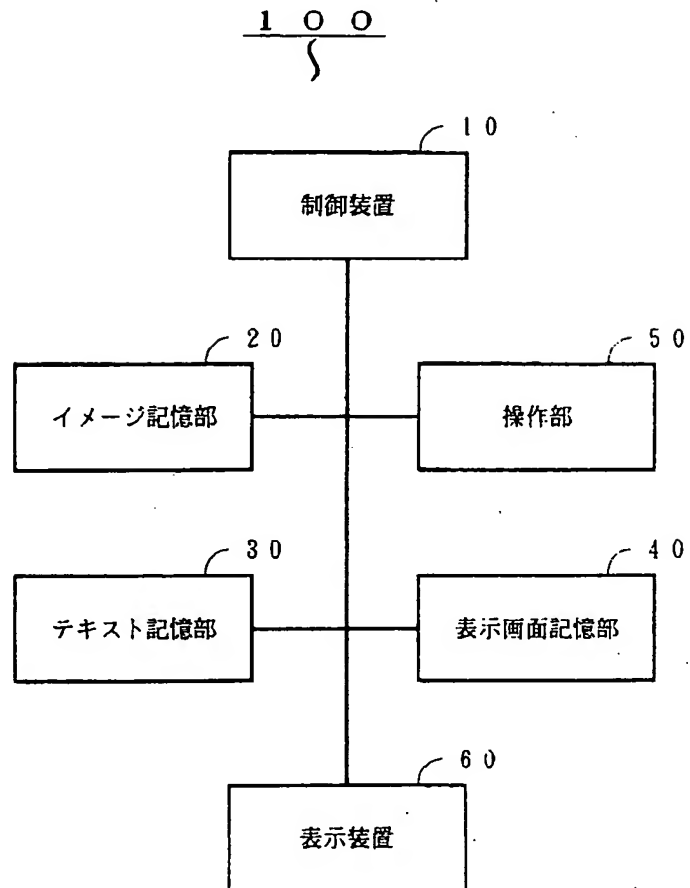 １００
１０
制御装置
２０
５０
イメージ記憶部
操作部
３０
４０
テキスト記憶部
表示画面記憶部
６０
表示装置